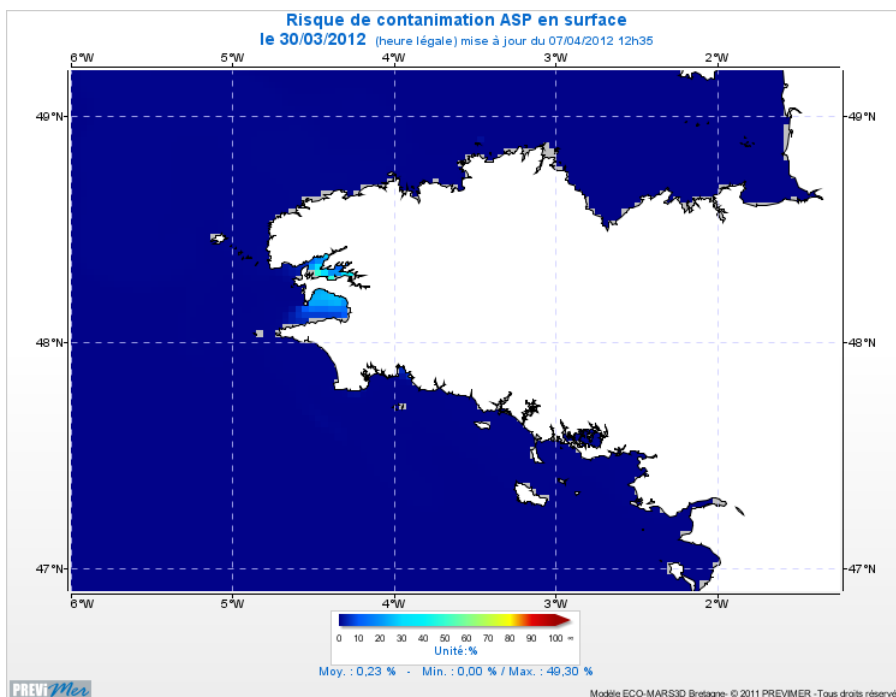 Risque de contanimation ASP en surface
le 30/03/2012 (heure légale) mise à jour du 07/04/2012 12h35
6°W 5°W 4°W 3°W 2°W
49°N 49°N
48°N 48°N
47°N 47°N
6°W 5°W 4°W 3°W 2°W
0 10 20 30 40 50 60 70 80 90 100 ∞
Unité:%
Moy. : 0,23 % - Min. : 0,00 % / Max. : 49,30 %
PREViMer
Modèle ECO-MARS3D Bretagne- © 2011 PREVIMER -Tous droits réservé